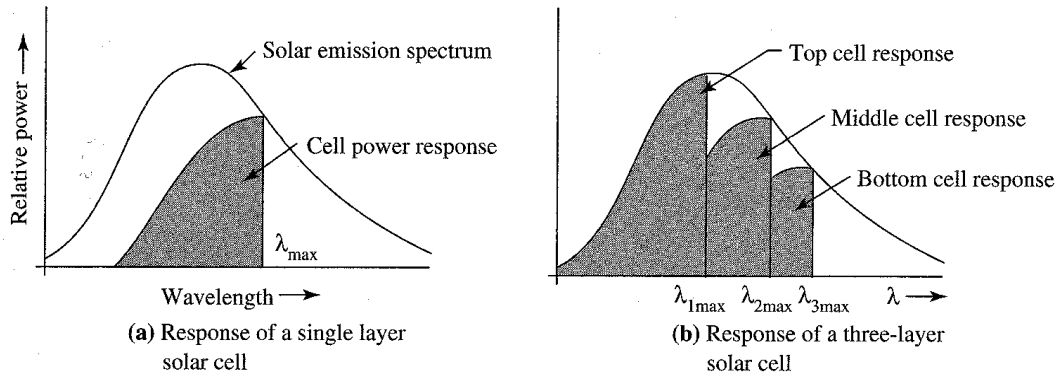 Relative power
Solar emission spectrum
Cell power response
λmax
Wavelength
(a) Response of a single layer
solar cell
Top cell response
Middle cell response
Bottom cell response
λ1max λ2max λ3max λ
(b) Response of a three-layer
solar cell